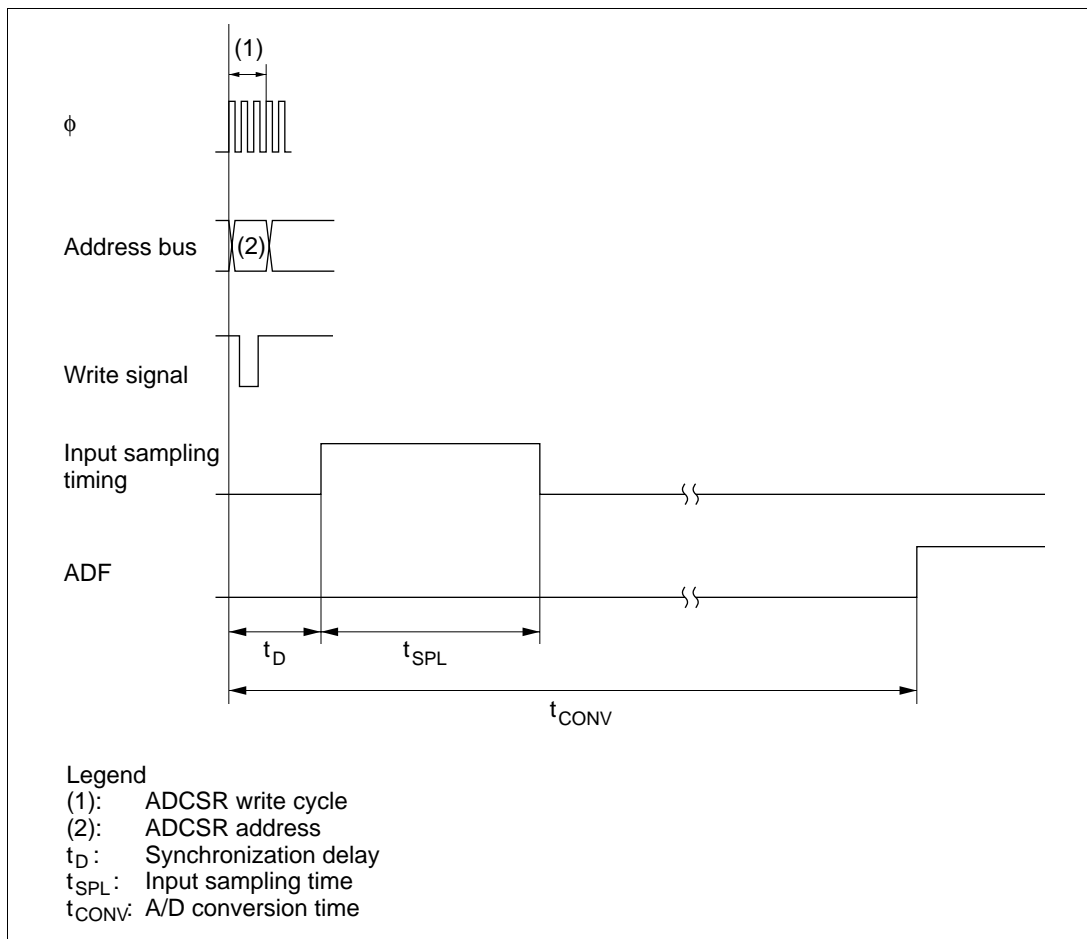 (1)
ϕ
Address bus
(2)
Write signal
Input sampling
timing
ADF
tD
tSPL
tCONV
Legend
(1): ADCSR write cycle
(2): ADCSR address
tD : Synchronization delay
tSPL : Input sampling time
tCONV: A/D conversion time